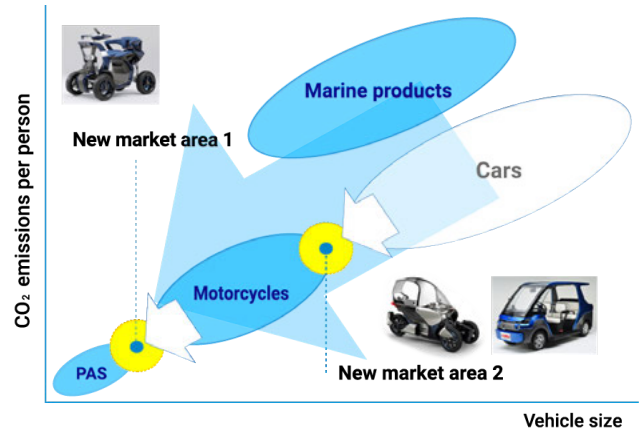 Marine products
New market area 1
Cars
CO₂ emissions per person
Motorcycles
PAS
New market area 2
Vehicle size